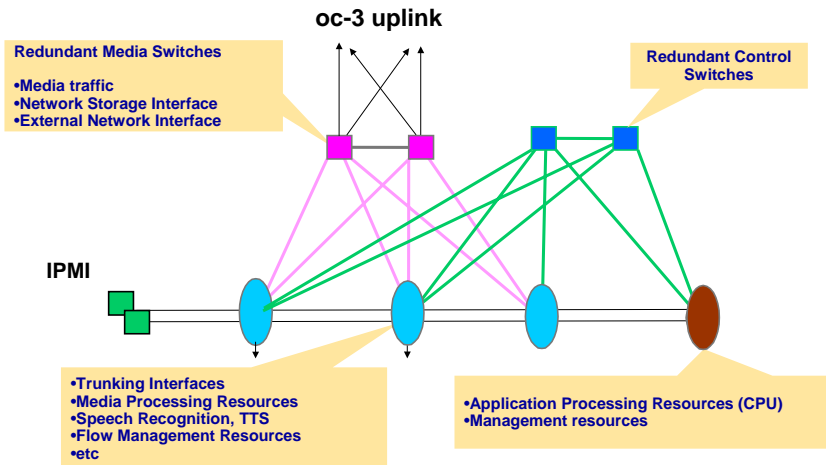 oc-3 uplink
Redundant Media Switches
•Media traffic
•Network Storage Interface
•External Network Interface
Redundant Control
Switches
IPMI
•Trunking Interfaces
•Media Processing Resources
•Speech Recognition, TTS
•Flow Management Resources
•etc
•Application Processing Resources (CPU)
•Management resources